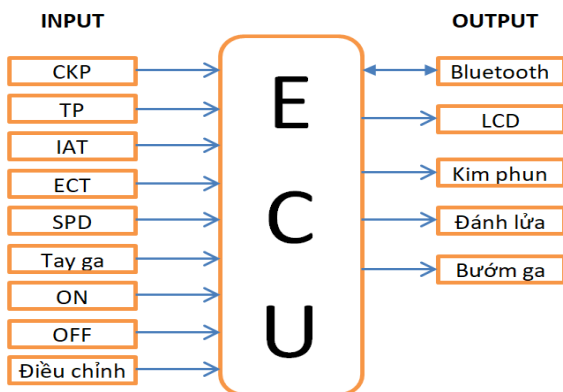 INPUT
CKP
TP
IAT
ECT
SPD
Tay ga
ON
OFF
Điều chỉnh
E
C
U
OUTPUT
Bluetooth
LCD
Kim phun
Đánh lửa
Bướm ga